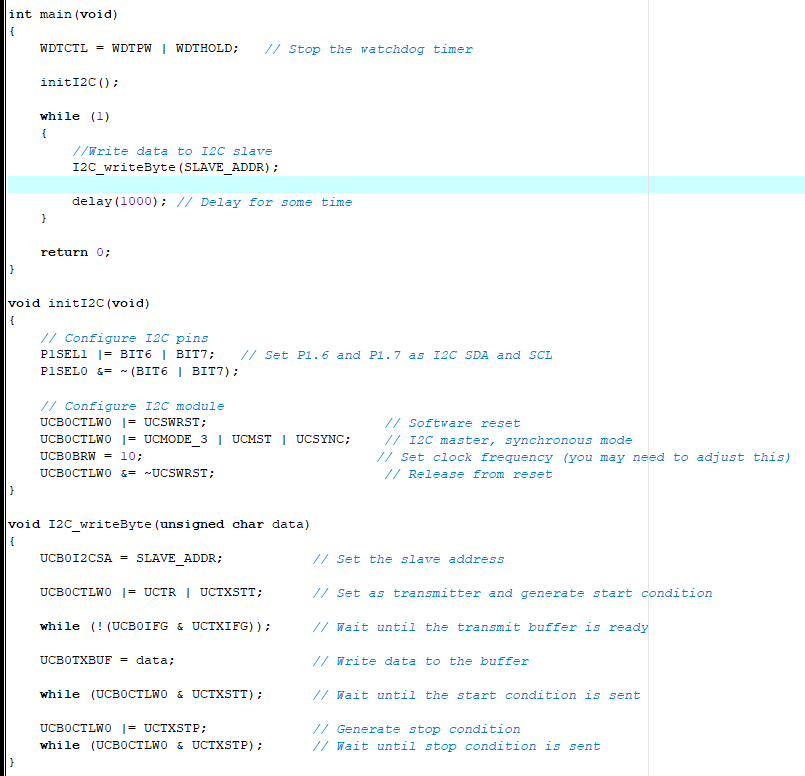 int main(void)
{
    WDTCTL = WDTPW | WDTHOLD;   // Stop the watchdog timer
    initI2C();
    while (1)
    {
        //Write data to I2C slave
        I2C_writeByte(SLAVE_ADDR);
        delay(1000); // Delay for some time
    }
    return 0;
}
void initI2C(void)
{
    // Configure I2C pins
    P1SEL1 |= BIT6 | BIT7;   // Set P1.6 and P1.7 as I2C SDA and SCL
    P1SEL0 &= ~(BIT6 | BIT7);
    // Configure I2C module
    UCB0CTLW0 |= UCSWRST;                      // Software reset
    UCB0CTLW0 |= UCMODE_3 | UCMST | UCSYNC;    // I2C master, synchronous mode
    UCB0BRW = 10;                             // Set clock frequency (you may need to adjust this)
    UCB0CTLW0 &= ~UCSWRST;                     // Release from reset
}
void I2C_writeByte(unsigned char data)
{
    UCB0I2CSA = SLAVE_ADDR;           // Set the slave address
    UCB0CTLW0 |= UCTR | UCTXSTT;      // Set as transmitter and generate start condition
    while (!(UCB0IFG & UCTXIFG));     // Wait until the transmit buffer is ready
    UCB0TXBUF = data;                 // Write data to the buffer
    while (UCB0CTLW0 & UCTXSTT);      // Wait until the start condition is sent
    UCB0CTLW0 |= UCTXSTP;             // Generate stop condition
    while (UCB0CTLW0 & UCTXSTP);      // Wait until stop condition is sent
}